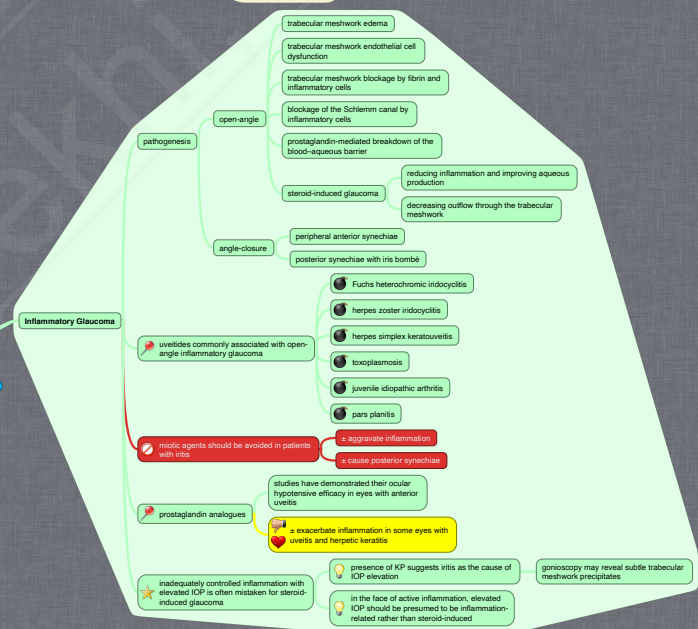 trabecular meshwork edema
trabecular meshwork endothelial cell
dysfunction
trabecular meshwork blockage by fibrin and
inflammatory cells
open-angle
blockage of the Schlemm canal by
inflammatory cells
pathogenesis
prostaglandin-mediated breakdown of the
blood–aqueous barrier
steroid-induced glaucoma
reducing inflammation and improving aqueous
production
decreasing outflow through the trabecular
meshwork
angle-closure
peripheral anterior synechiae
posterior synechiae with iris bombé
Inflammatory Glaucoma
uveitides commonly associated with open-
angle inflammatory glaucoma
Fuchs heterochromic iridocyclitis
herpes zoster iridocyclitis
herpes simplex keratouveitis
toxoplasmosis
juvenile idiopathic arthritis
pars planitis
miotic agents should be avoided in patients
with iritis
± aggravate inflammation
± cause posterior synechiae
prostaglandin analogues
studies have demonstrated their ocular
hypotensive efficacy in eyes with anterior
uveitis
± exacerbate inflammation in some eyes with
uveitis and herpetic keratitis
inadequately controlled inflammation with
elevated IOP is often mistaken for steroid-
induced glaucoma
presence of KP suggests iritis as the cause of
IOP elevation
gonioscopy may reveal subtle trabecular
meshwork precipitates
in the face of active inflammation, elevated
IOP should be presumed to be inflammation-
related rather than steroid-induced